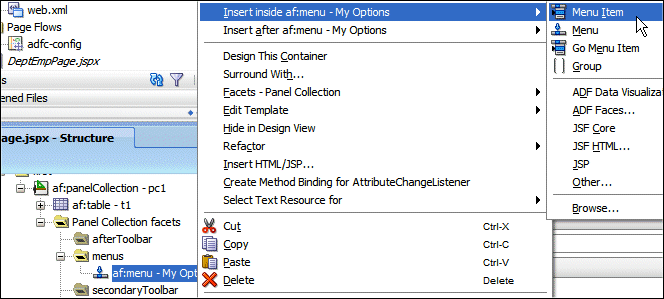 web.xml
Page Flows
adfc-config
DeptEmpPage.jspx
s
ened Files
age.jspx - Structure
af:panelCollection - pc1
af:table - t1
Panel Collection facets
afterToolbar
menus
af:menu - My Op
secondaryToolbar
Insert inside af:menu - My Options
Insert after af:menu - My Options
Design This Container
Surround With...
Facets - Panel Collection
Edit Template
Hide in Design View
Refactor
Insert HTML/JSP...
Create Method Binding for AttributeChangeListener
Select Text Resource for
Cut Ctrl-X
Copy Ctrl-C
Paste Ctrl-V
Delete Delete
Menu Item
Menu
Go Menu Item
Group
ADF Data Visualiza
ADF Faces...
JSF Core
JSF HTML...
JSP
Other...
Browse...